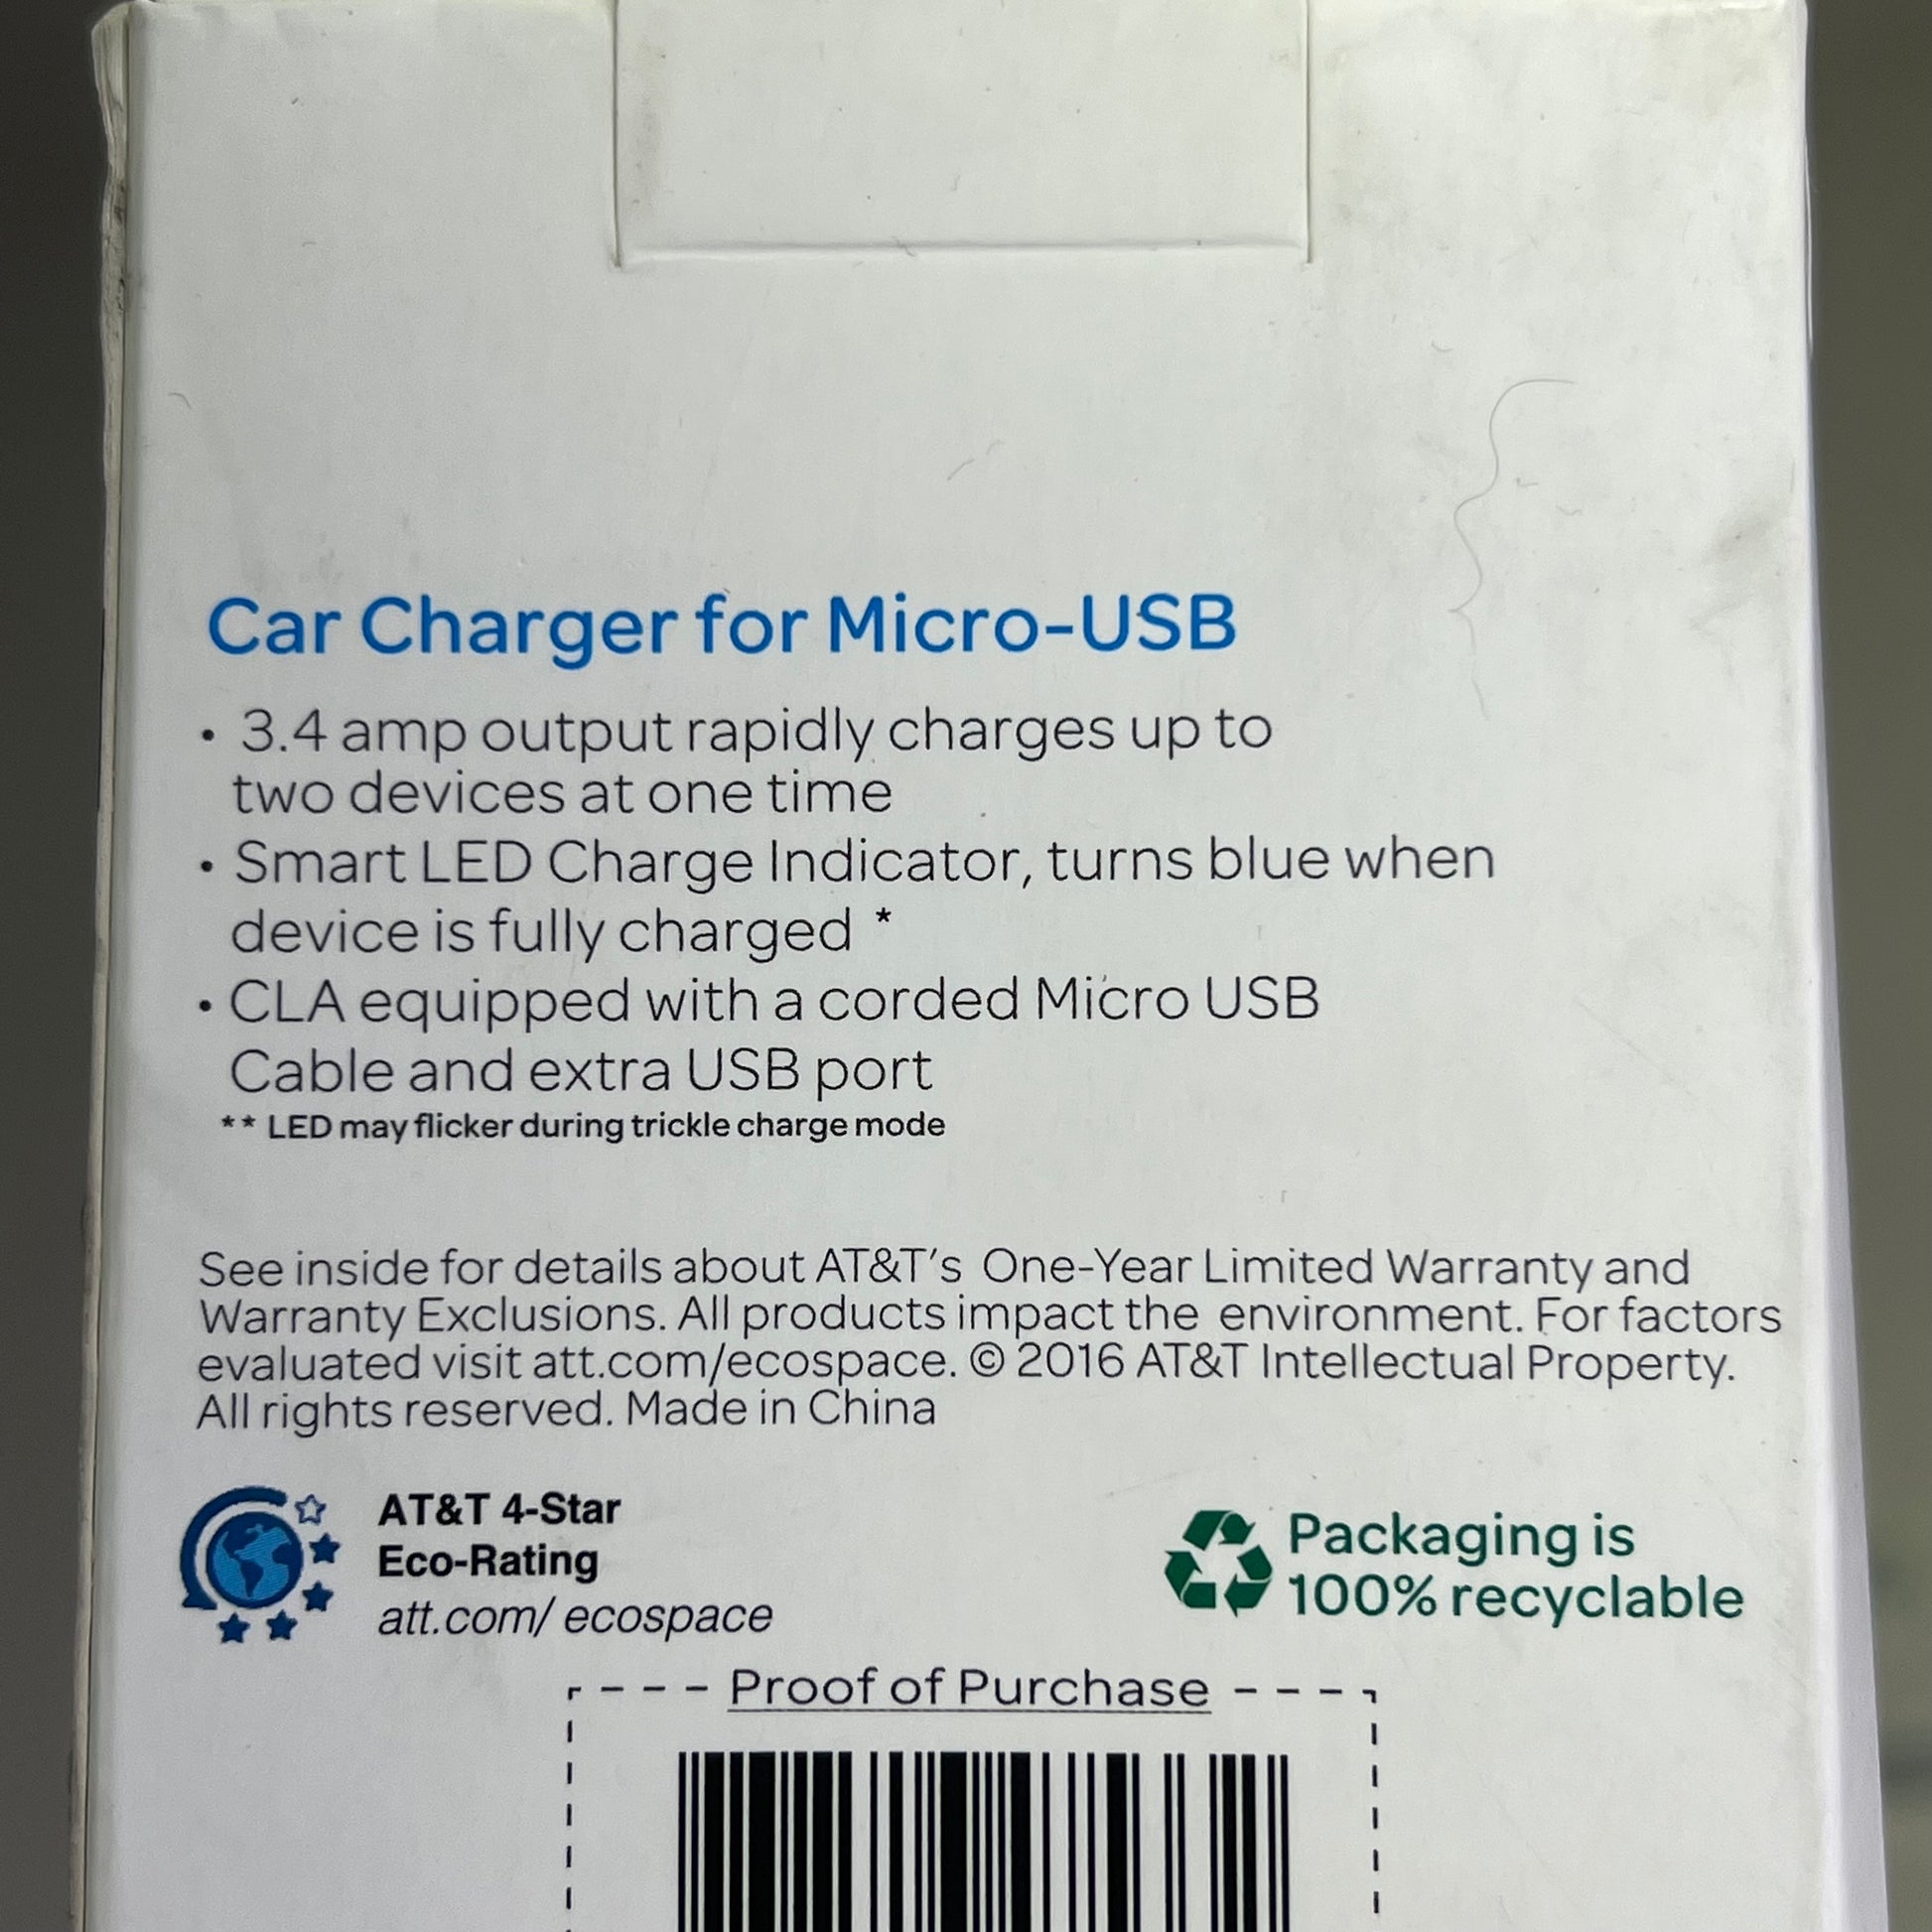 Car Charger for Micro-USB
• 3.4 amp output rapidly charges up to
two devices at one time
• Smart LED Charge Indicator, turns blue when
device is fully charged *
• CLA equipped with a corded Micro USB
Cable and extra USB port
** LED may flicker during trickle charge mode
See inside for details about AT&T's One-Year Limited Warranty and
Warranty Exclusions. All products impact the environment. For factors
evaluated visit att.com/ecospace. © 2016 AT&T Intellectual Property.
All rights reserved. Made in China
AT&T 4-Star
Eco-Rating
att.com/ ecospace
Packaging is
100% recyclable
Proof of Purchase